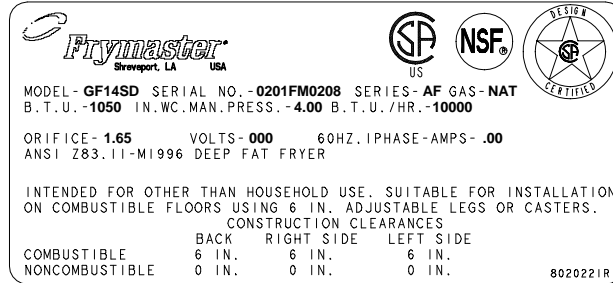 Frymaster
Shreveport, LA USA
SA
US
NSF®
DESIGN
SA
CERTIFIED
MODEL- GF14SD SERIAL NO.-0201FM0208 SERIES- AF GAS- NAT
B.T.U.-1050 IN.WC.MAN.PRESS.-4.00 B.T.U./HR.-10000
ORIFICE- 1.65 VOLTS- 000 60HZ.1PHASE-AMPS- .00
ANSI Z83.11-M1996 DEEP FAT FRYER
INTENDED FOR OTHER THAN HOUSEHOLD USE. SUITABLE FOR INSTALLATION
ON COMBUSTIBLE FLOORS USING 6 IN. ADJUSTABLE LEGS OR CASTERS.
CONSTRUCTION CLEARANCES
BACK RIGHT SIDE LEFT SIDE
COMBUSTIBLE 6 IN. 6 IN. 6 IN.
NONCOMBUSTIBLE 0 IN. 0 IN. 0 IN.
8020221R